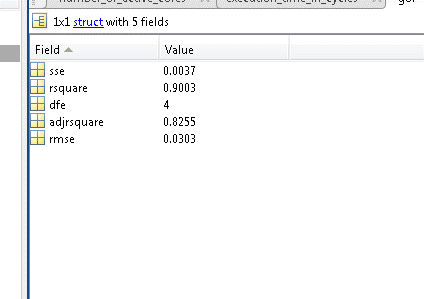 number_of_active_cores execution_time_in_cycles gof
1x1 struct with 5 fields
Field Value
sse 0.0037
rsquare 0.9003
dfe 4
adjrsquare 0.8255
rmse 0.0303